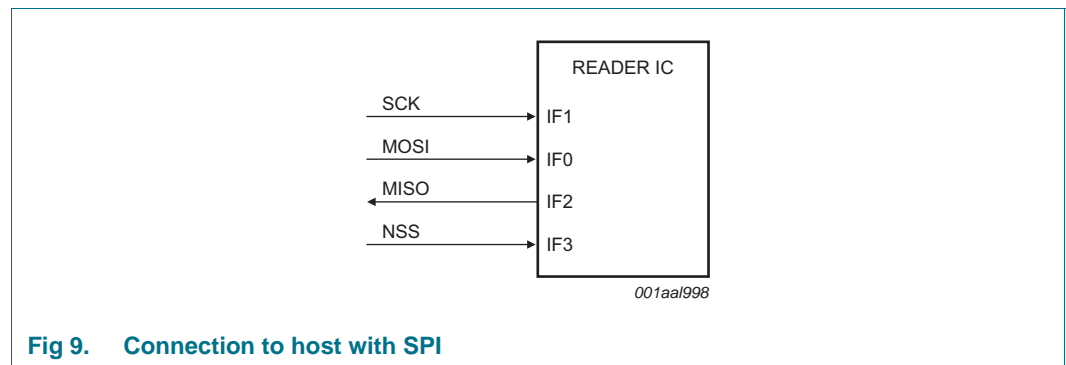 READER IC
SCK
IF1
MOSI
IF0
MISO
IF2
NSS
IF3
001aal998
Fig 9. Connection to host with SPI